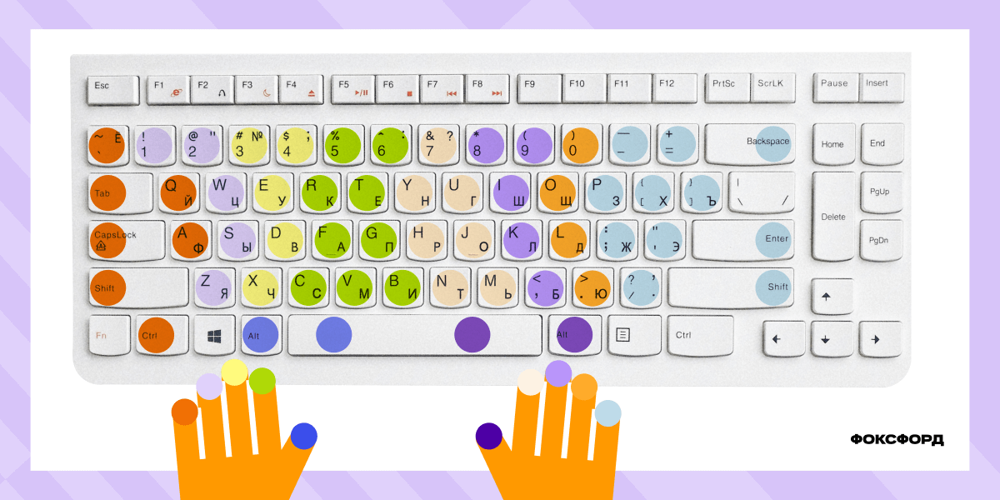 Esc F1 F2 F3 F4 F5 F6 F7 F8 F9 F10 F11 F12 PrtSc ScrLK Pause Insert
~ Ё ! @ " # № $ ; % ^ : & ? * ( ) — +
` 1 2 3 4 5 6 7 8 9 0 - = Backspace Home End
Tab Q Й W Ц E У R К T Е Y Н U Г I Ш O Щ P З { [ Х } ] Ъ | \ / Delete PgUp
CapsLock A Ф S Ы D В F А G П H Р J О K Л L Д : ; Ж " ' Э Enter PgDn
Shift Z Я X Ч C С V М B И N Т M Ь < , Б > . Ю ? / , . Shift
Fn Ctrl Alt Alt Ctrl
ФОКСФОРД